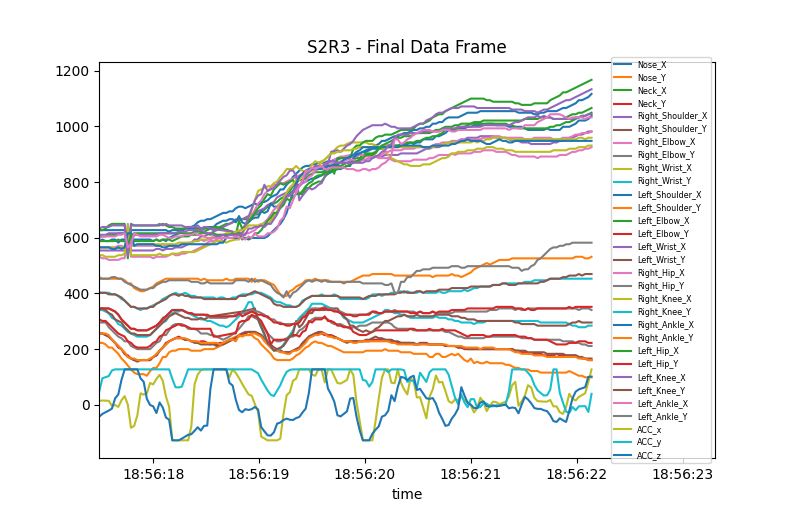 S2R3 - Final Data Frame
1200
1000
800
600
400
200
0
18:56:18
18:56:19
18:56:20
18:56:21
18:56:22
18:56:23
time
Nose_X
Nose_Y
Neck_X
Neck_Y
Right_Shoulder_X
Right_Shoulder_Y
Right_Elbow_X
Right_Elbow_Y
Right_Wrist_X
Right_Wrist_Y
Left_Shoulder_X
Left_Shoulder_Y
Left_Elbow_X
Left_Elbow_Y
Left_Wrist_X
Left_Wrist_Y
Right_Hip_X
Right_Hip_Y
Right_Knee_X
Right_Knee_Y
Right_Ankle_X
Right_Ankle_Y
Left_Hip_X
Left_Hip_Y
Left_Knee_X
Left_Knee_Y
Left_Ankle_X
Left_Ankle_Y
ACC_x
ACC_y
ACC_z